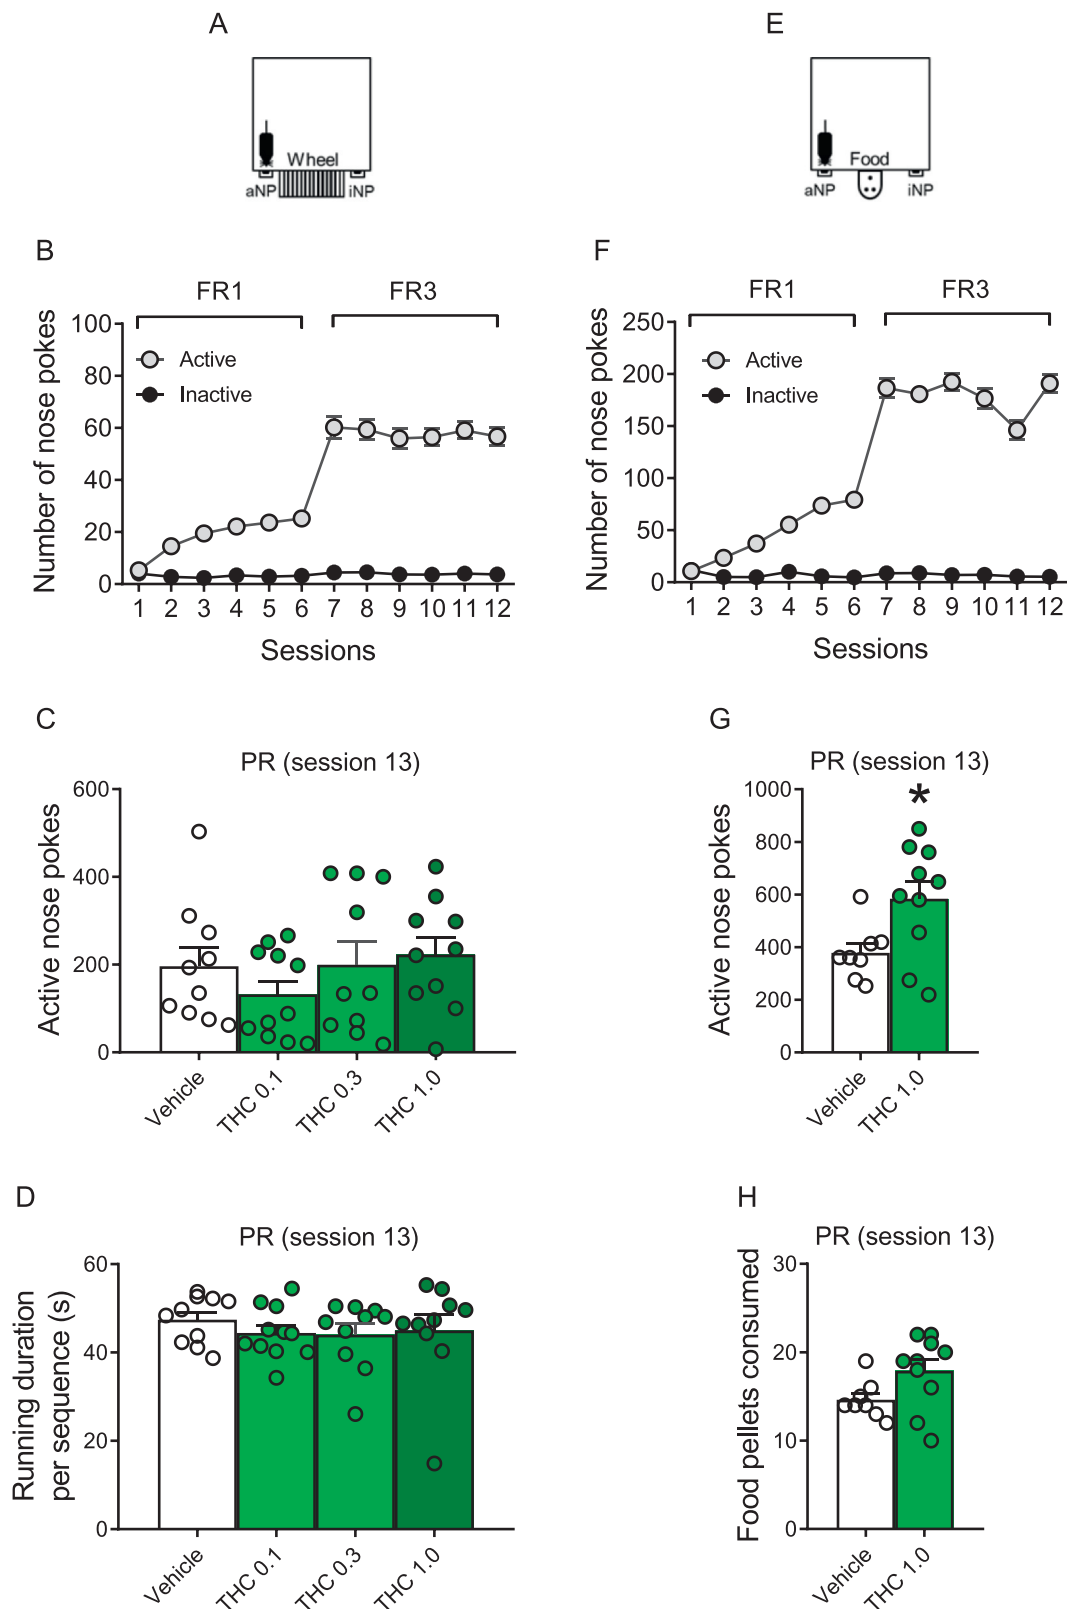 A
Wheel
aNP
iNP
E
Food
aNP
iNP
B
FR1
FR3
Number of nose pokes
100
80
60
40
20
0
Active
Inactive
1 2 3 4 5 6 7 8 9 10 11 12
Sessions
F
FR1
FR3
Number of nose pokes
250
200
150
100
50
0
Active
Inactive
1 2 3 4 5 6 7 8 9 10 11 12
Sessions
C
PR (session 13)
Active nose pokes
600
400
200
0
Vehicle
THC 0.1
THC 0.3
THC 1.0
G
PR (session 13)
Active nose pokes
1000
800
600
400
200
0
*
Vehicle
THC 1.0
D
PR (session 13)
Running duration
per sequence (s)
60
40
20
0
Vehicle
THC 0.1
THC 0.3
THC 1.0
H
PR (session 13)
Food pellets consumed
30
20
10
0
Vehicle
THC 1.0